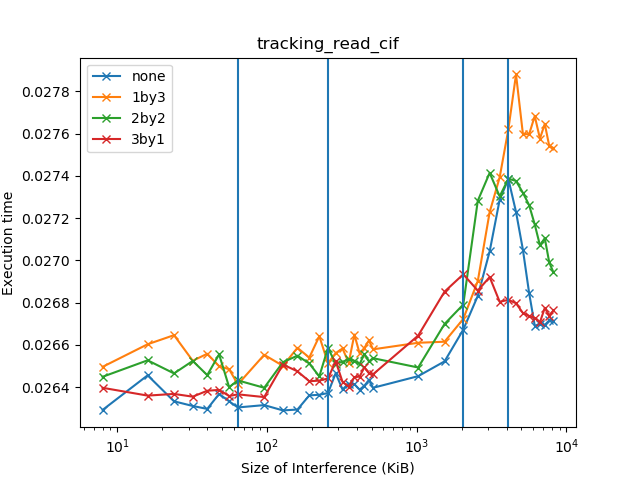 tracking_read_cif
none
1by3
2by2
3by1
Execution time
0.0278
0.0276
0.0274
0.0272
0.0270
0.0268
0.0266
0.0264
10¹
10²
10³
10⁴
Size of Interference (KiB)